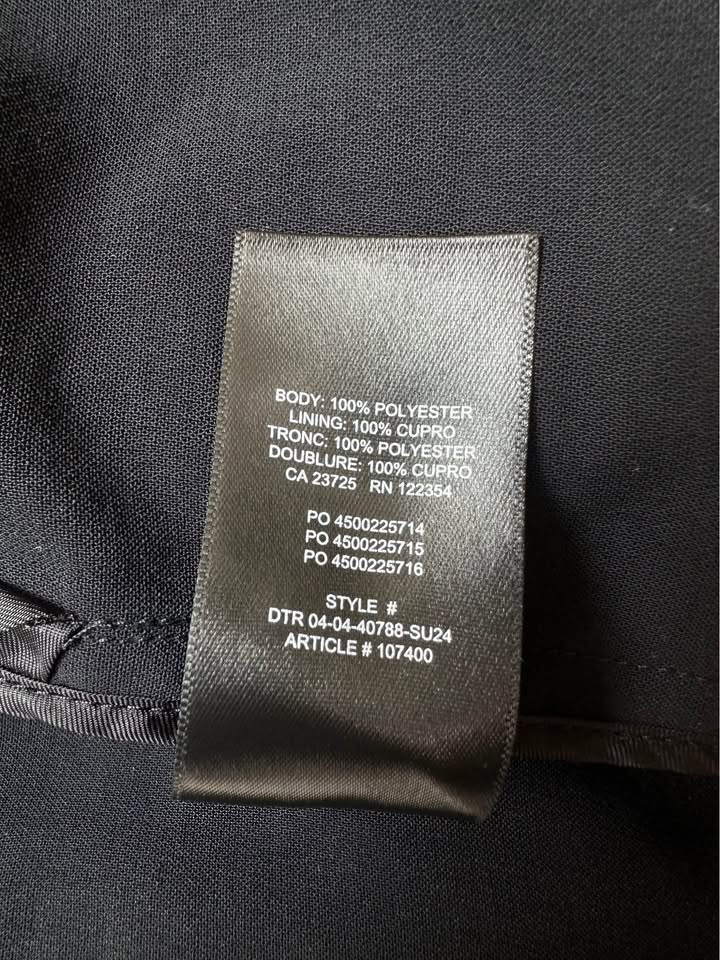 BODY: 100% POLYESTER
LINING: 100% CUPRO
TRONC: 100% POLYESTER
DOUBLURE: 100% CUPRO
CA 23725 RN 122354
PO 4500225714
PO 4500225715
PO 4500225716
STYLE #
DTR 04-04-40788-SU24
ARTICLE # 107400